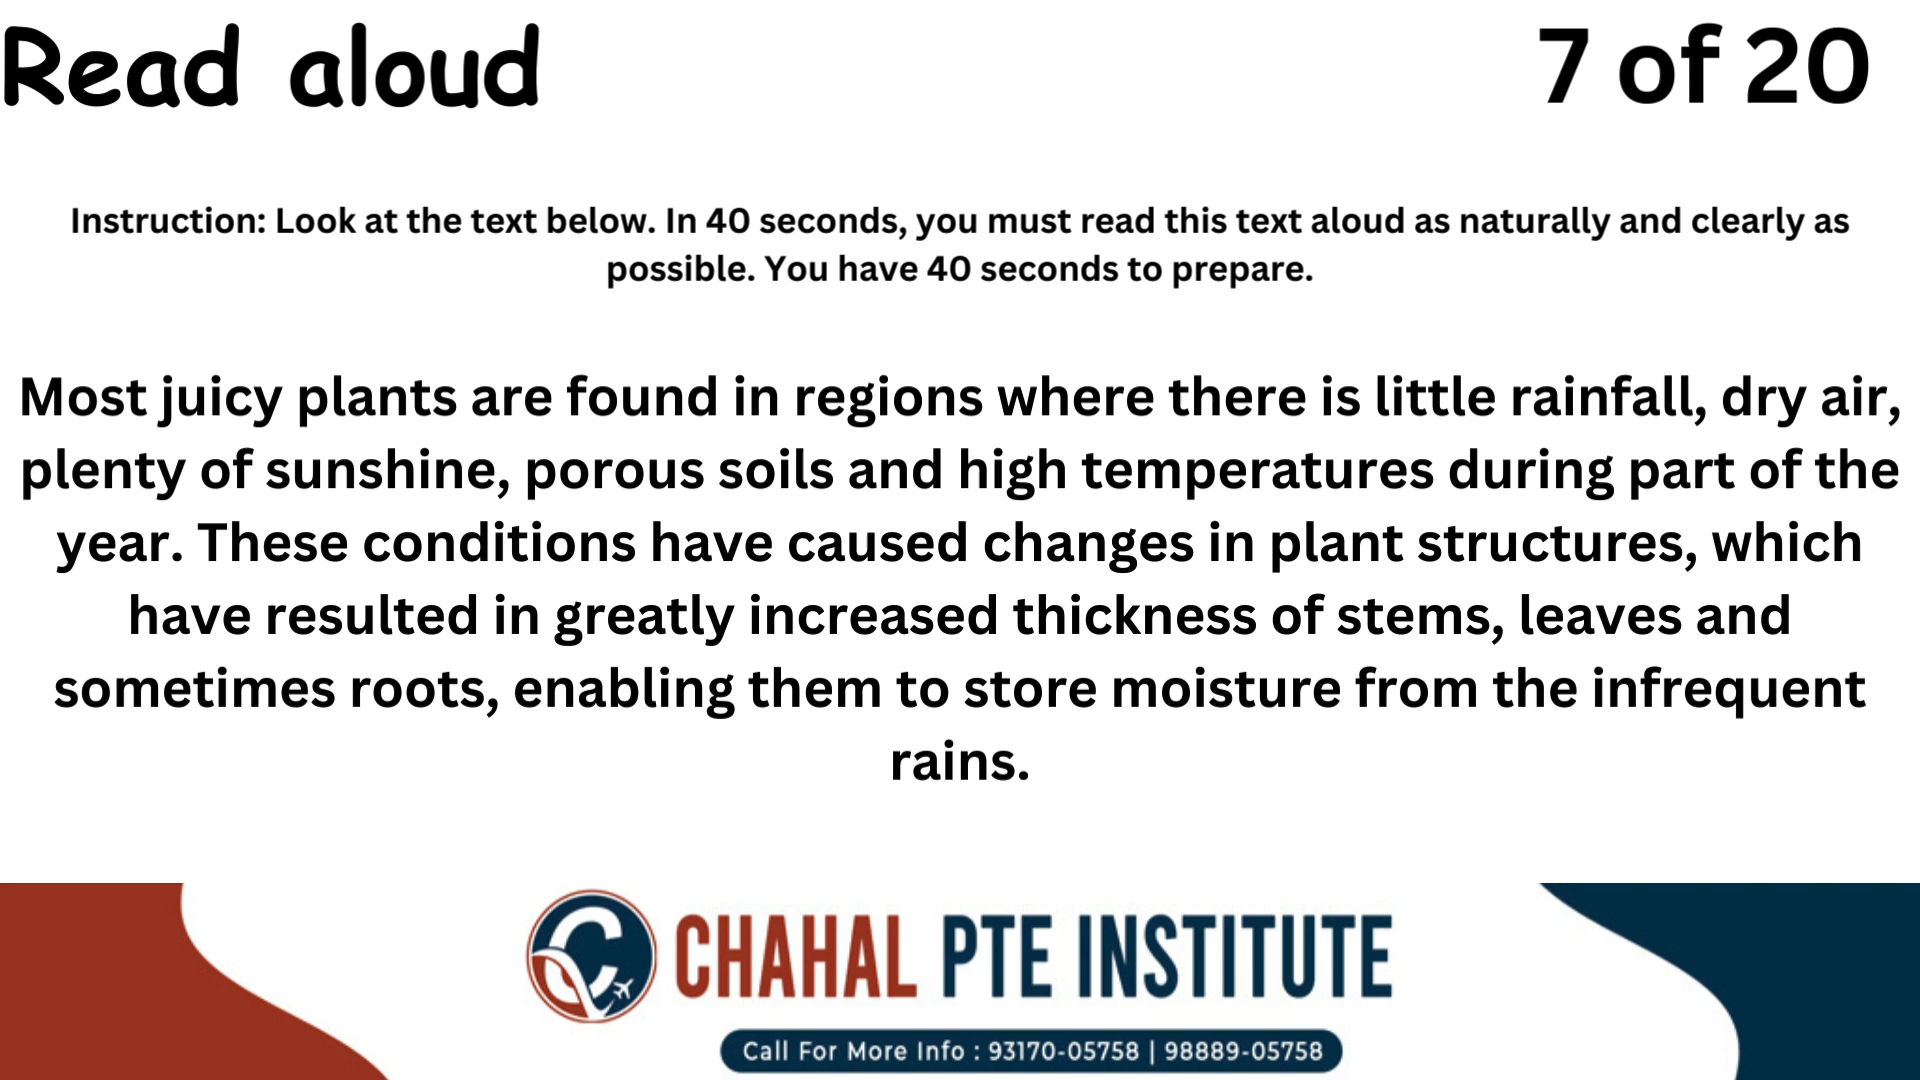 Read aloud
7 of 20
Instruction: Look at the text below. In 40 seconds, you must read this text aloud as naturally and clearly as
possible. You have 40 seconds to prepare.
Most juicy plants are found in regions where there is little rainfall, dry air,
plenty of sunshine, porous soils and high temperatures during part of the
year. These conditions have caused changes in plant structures, which
have resulted in greatly increased thickness of stems, leaves and
sometimes roots, enabling them to store moisture from the infrequent
rains.
CHAHAL PTE INSTITUTE
Call For More Info : 93170-05758 | 98889-05758